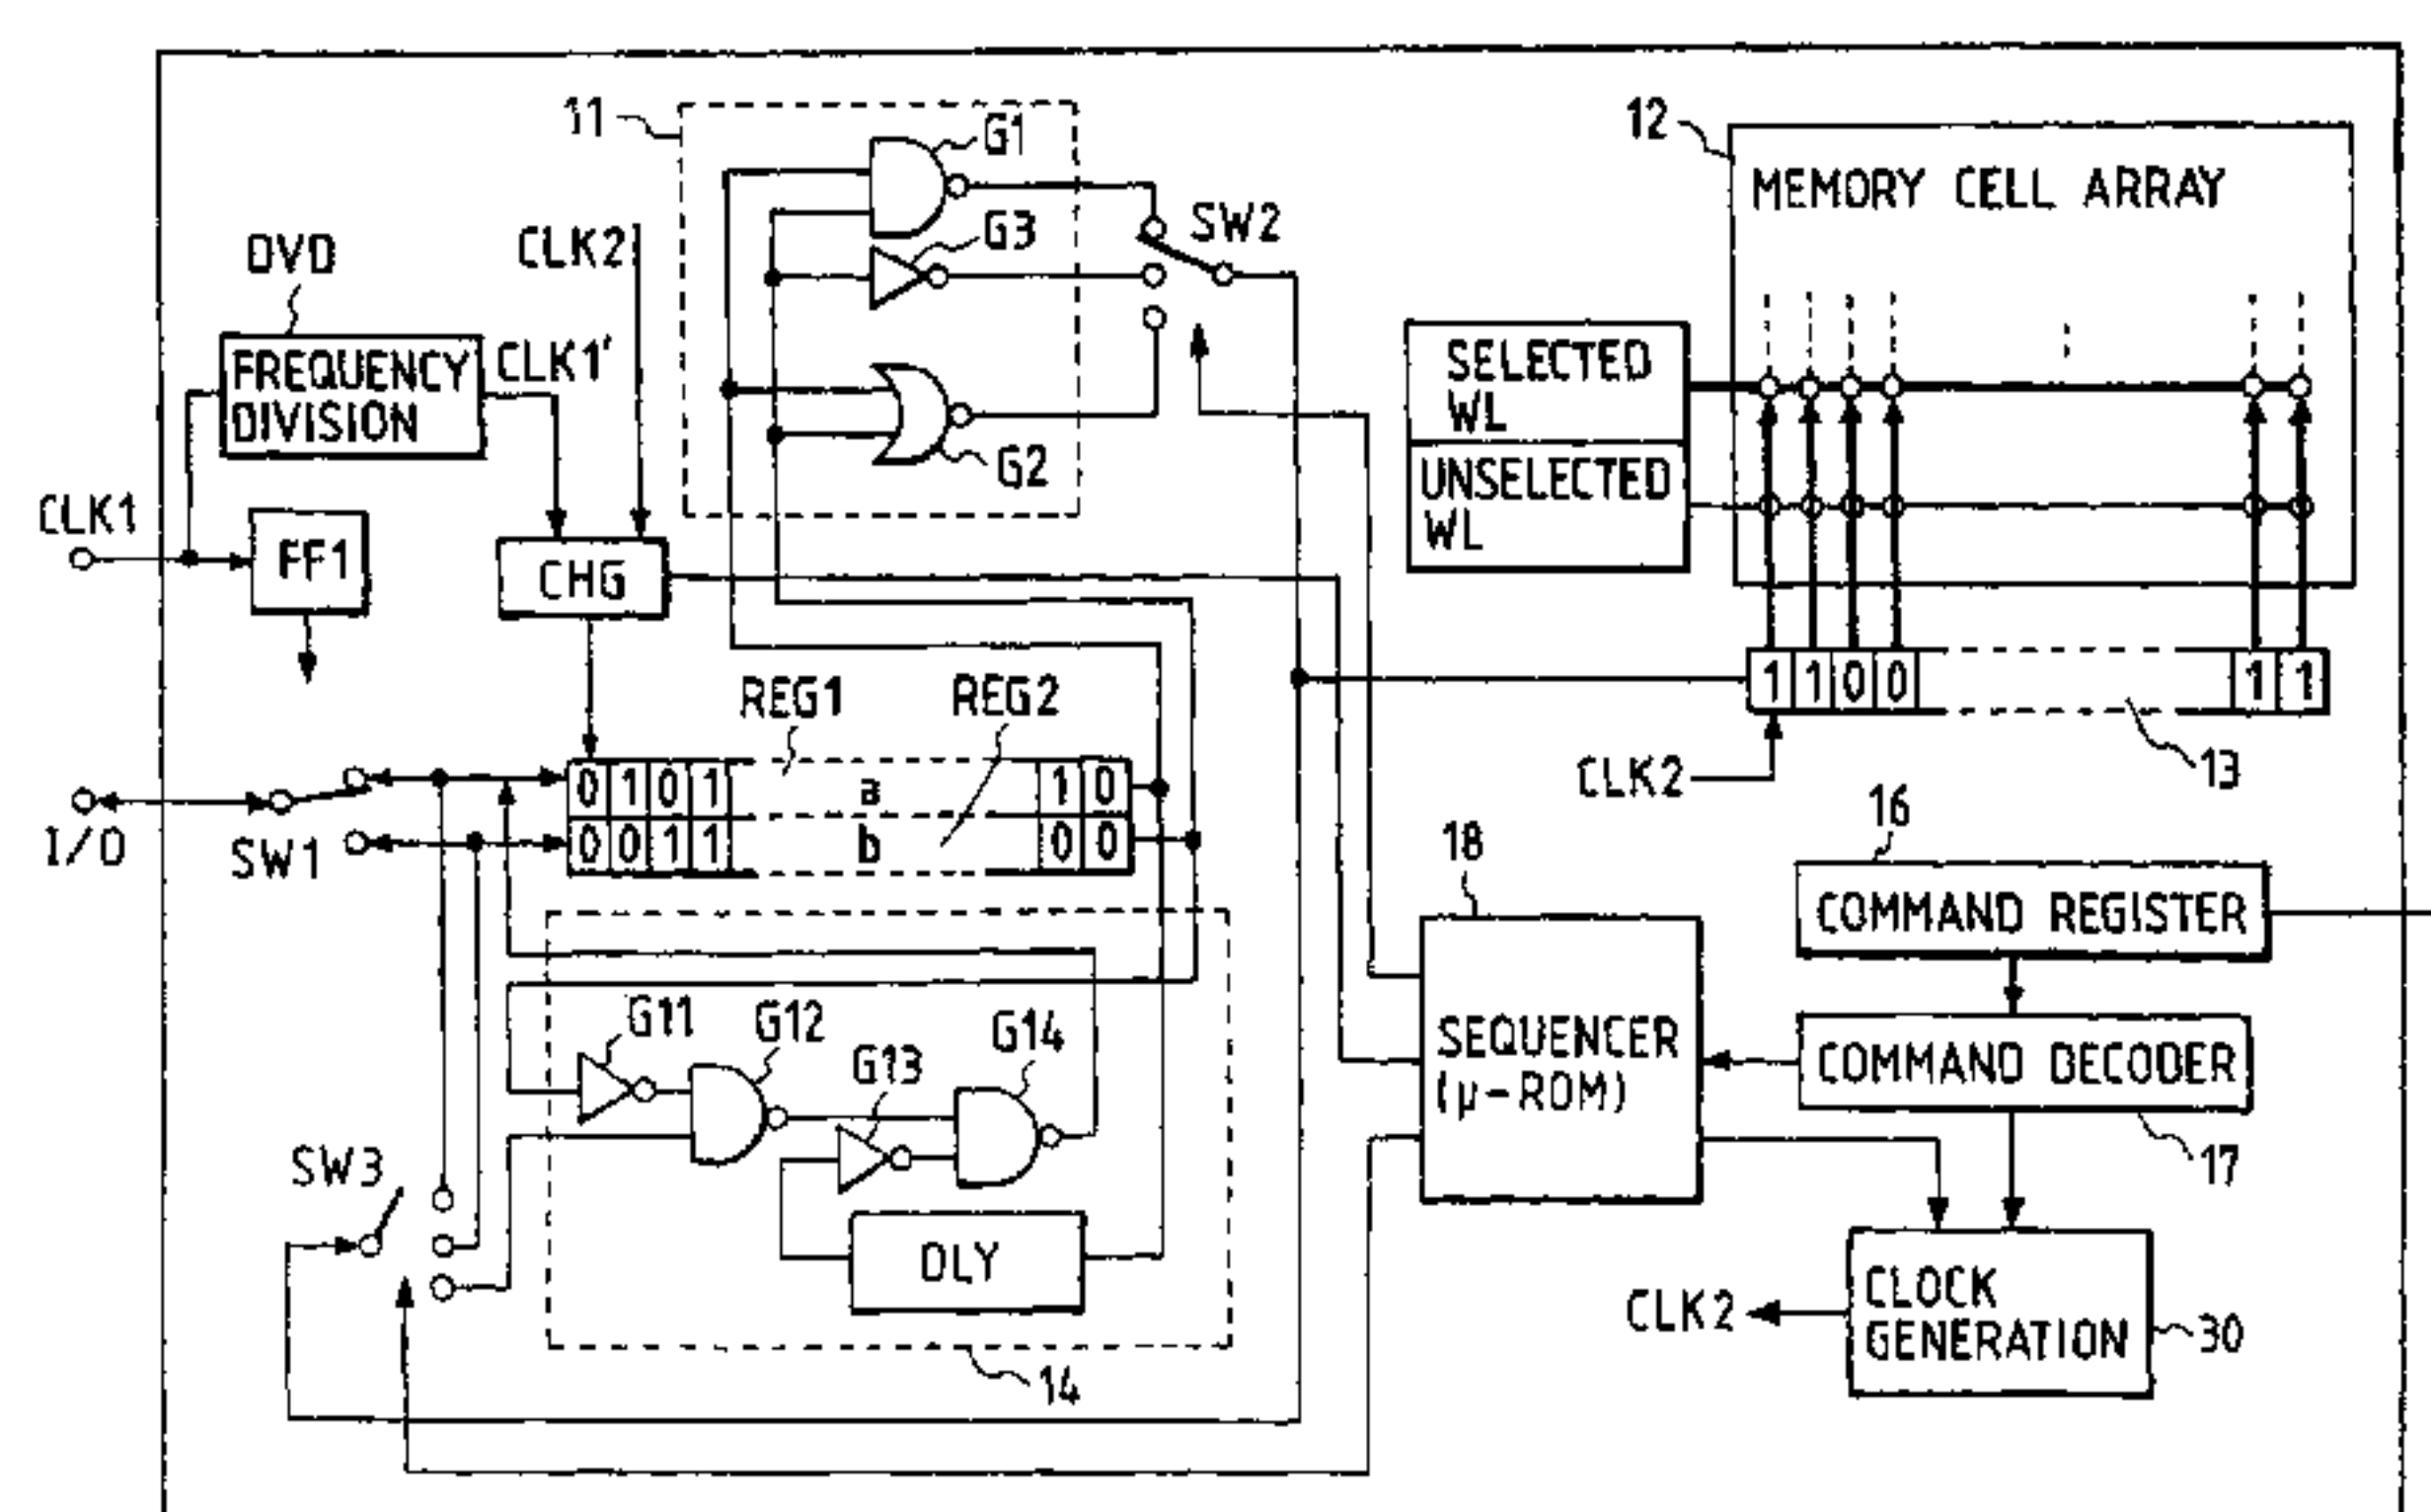 11
G1
G3
G2
SW2
12
MEMORY CELL ARRAY
DVD
CLK2
FREQUENCY
DIVISION
CLK1'
SELECTED
WL
UNSELECTED
WL
CLK1
FF1
CHG
REG1
REG2
1 1 0 0 1 1
CLK2
13
I/O
SW1
0 1 0 1 a 1 0
0 0 1 1 b 0 0
18
16
COMMAND REGISTER
G11
G12
G13
G14
SEQUENCER
(μ-ROM)
COMMAND DECODER
17
SW3
DLY
14
CLK2
CLOCK
GENERATION
30